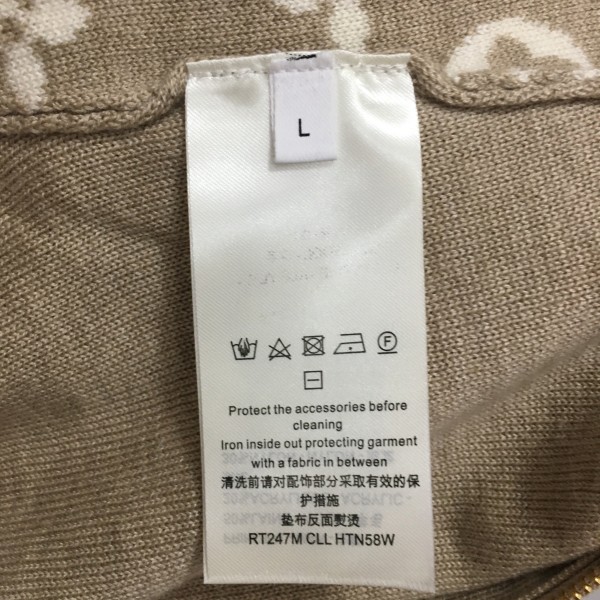 L
F
Protect the accessories before
cleaning
Iron inside out protecting garment
with a fabric in between
清洗前请对配饰部分采取有效的保
护措施
垫布反面熨烫
RT247M CLL HTN58W